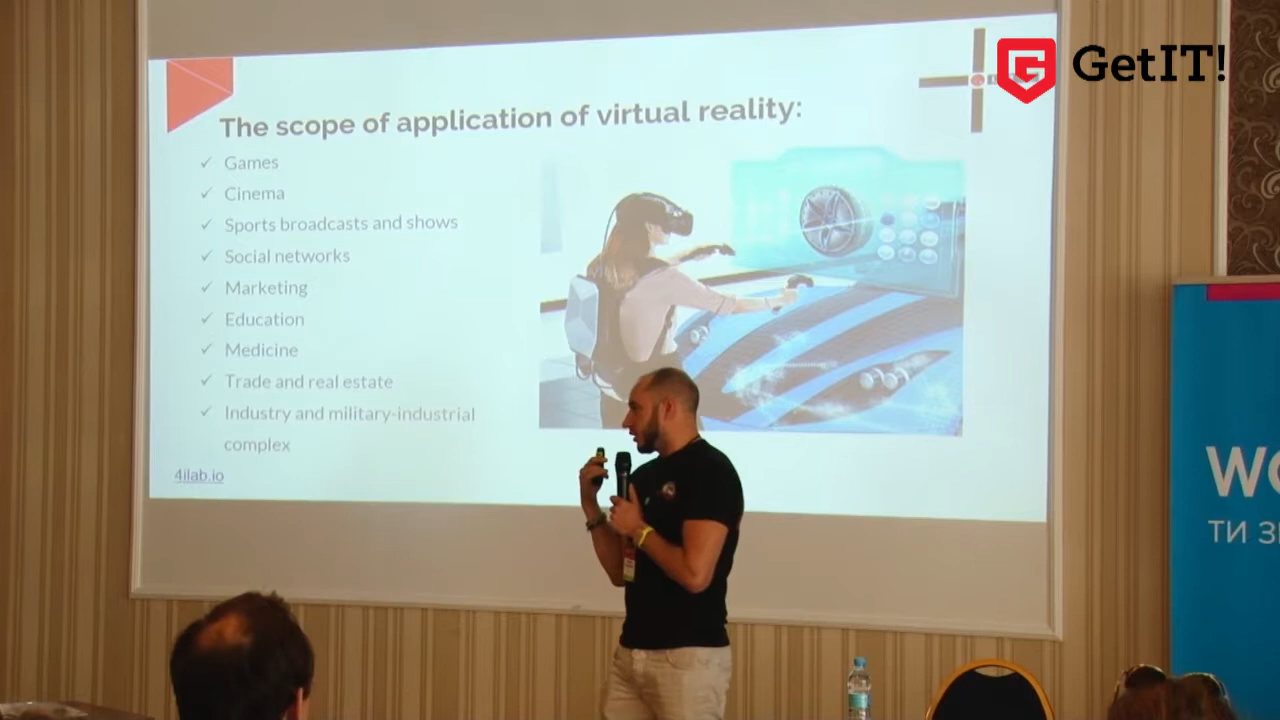 GetIT!
The scope of application of virtual reality:
✓ Games
✓ Cinema
✓ Sports broadcasts and shows
✓ Social networks
✓ Marketing
✓ Education
✓ Medicine
✓ Trade and real estate
✓ Industry and military-industrial
complex
4ilab.io
ТИ